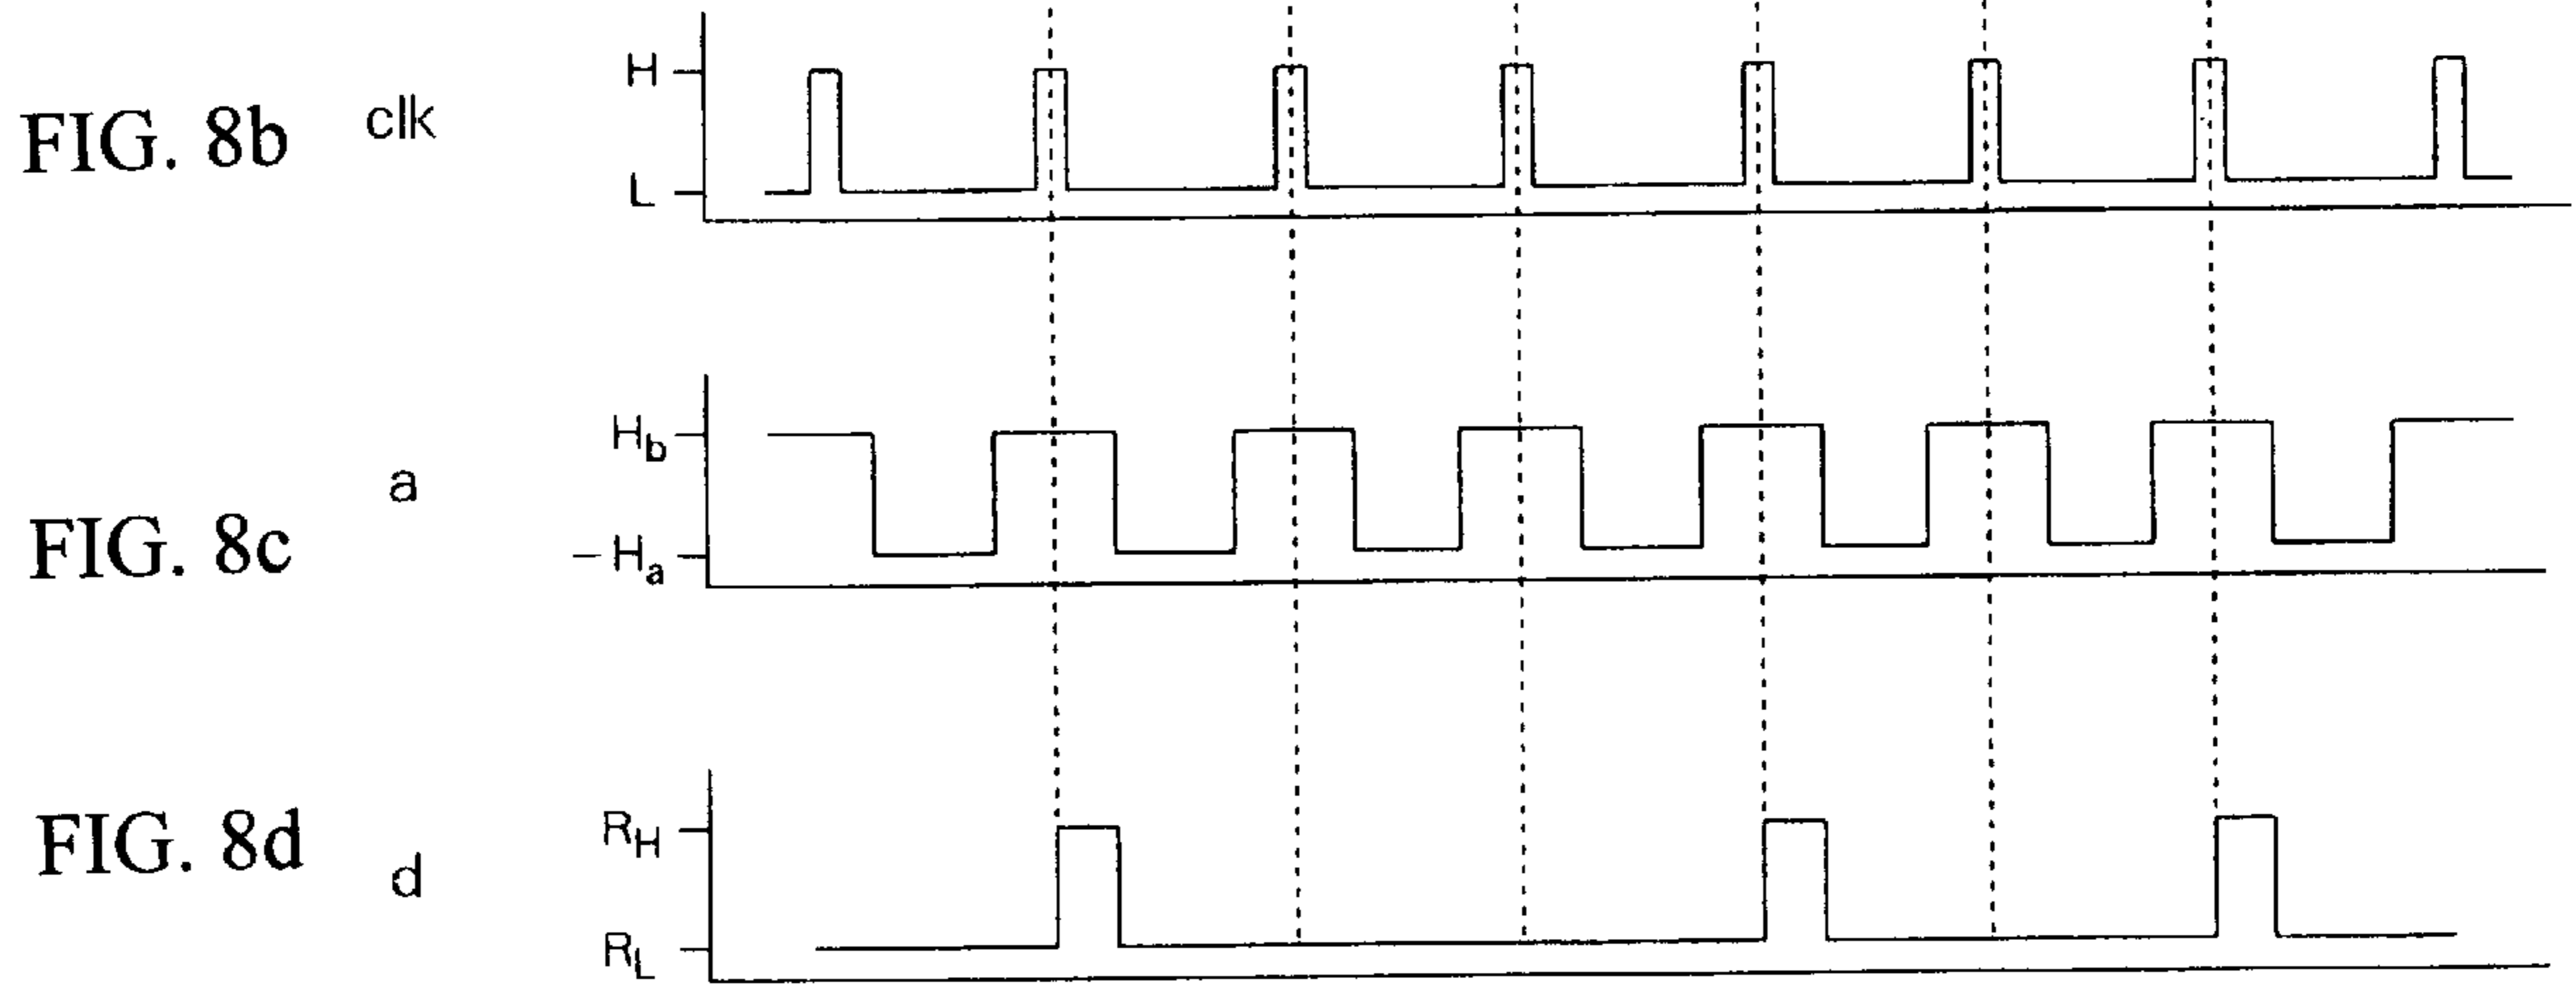 FIG. 8b clk
H
L
FIG. 8c a
Hb
– Ha
FIG. 8d d
RH
RL